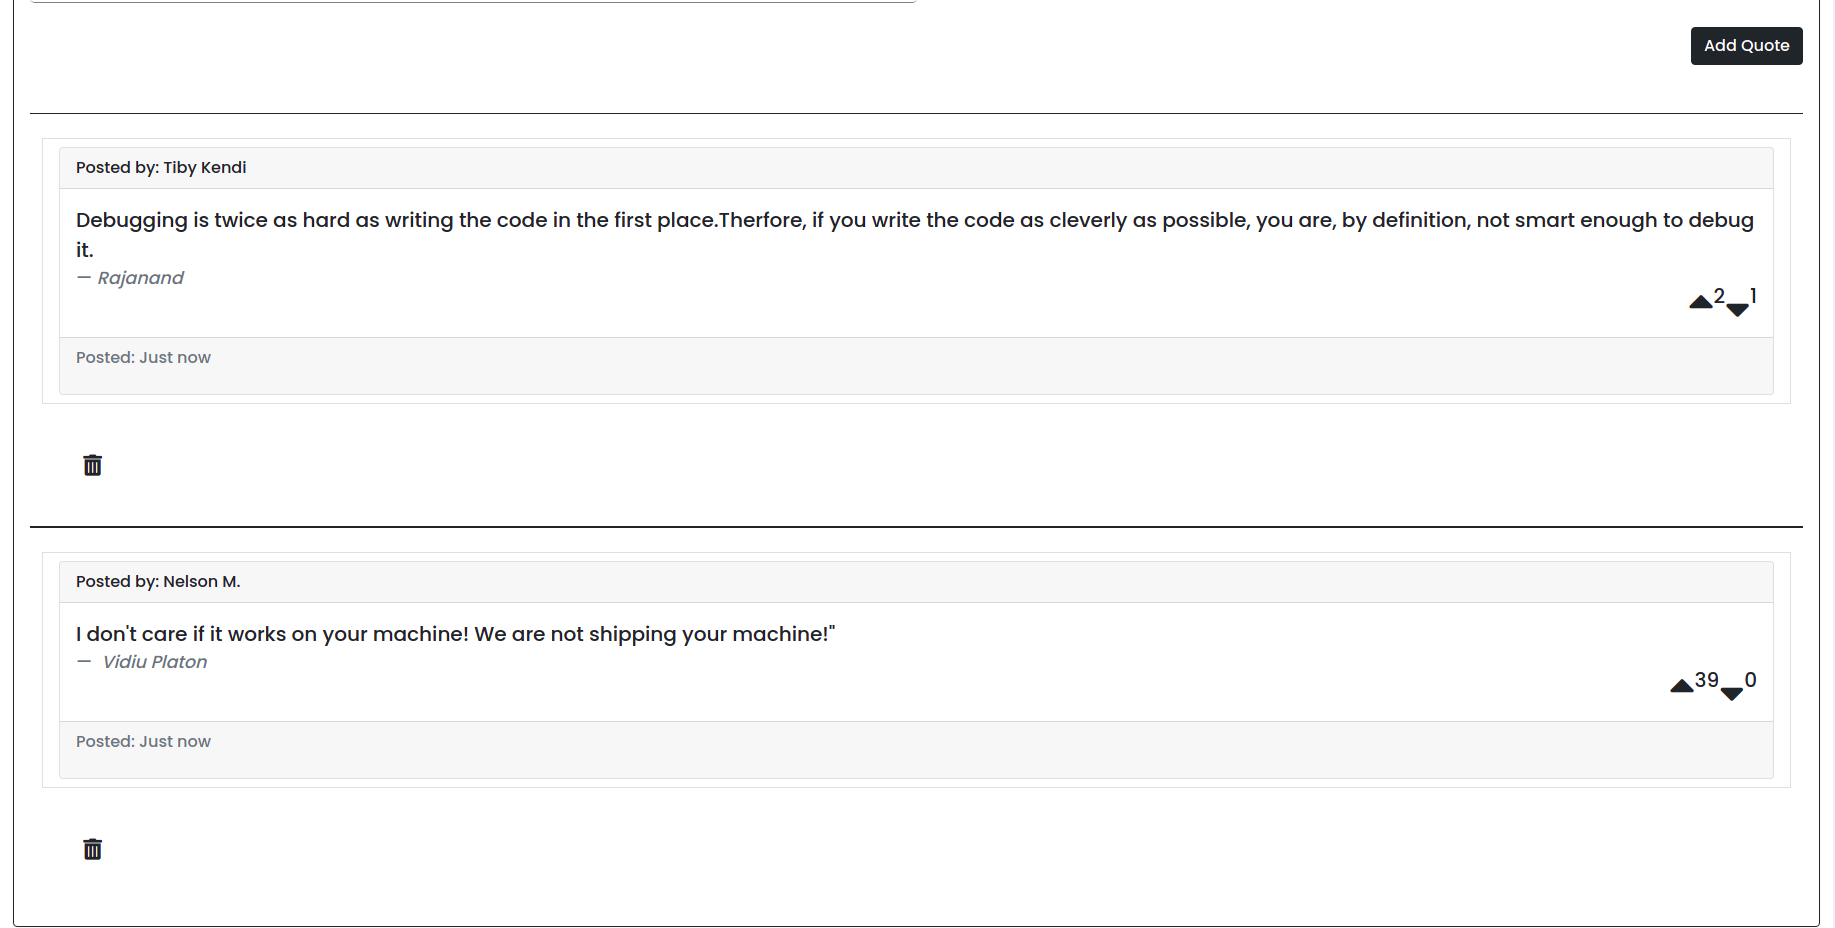 Add Quote
Posted by: Tiby Kendi
Debugging is twice as hard as writing the code in the first place.Therfore, if you write the code as cleverly as possible, you are, by definition, not smart enough to debug
it.
— Rajanand
2 1
Posted: Just now
Posted by: Nelson M.
I don't care if it works on your machine! We are not shipping your machine!"
— Vidiu Platon
39 0
Posted: Just now